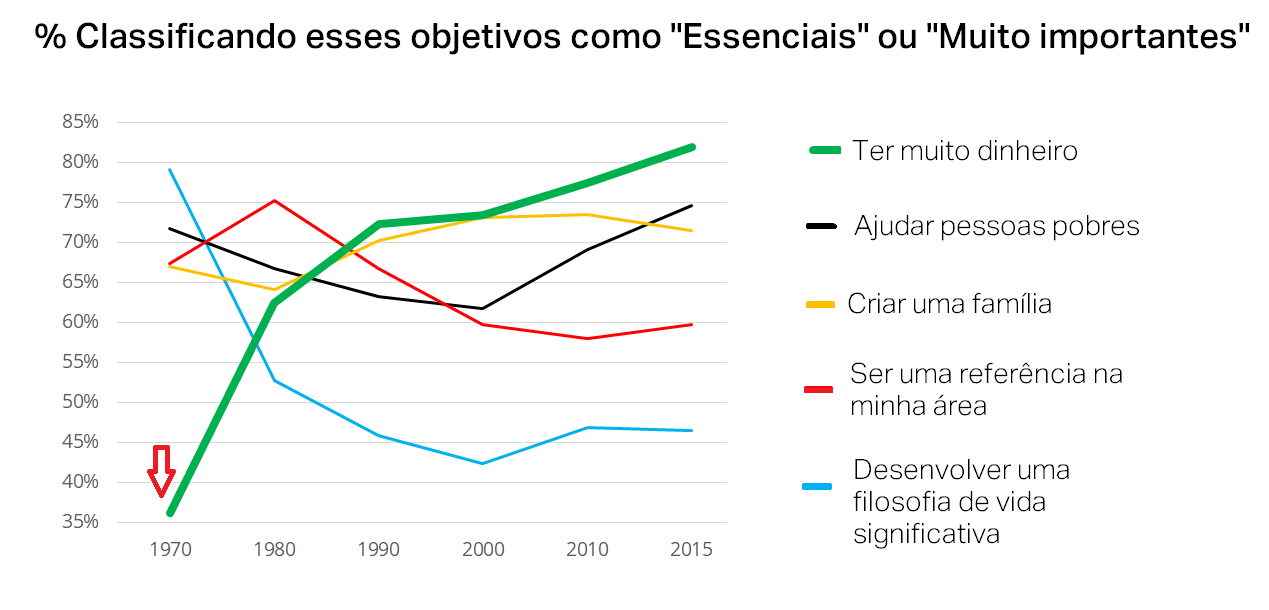 % Classificando esses objetivos como "Essenciais" ou "Muito importantes"
85%
80%
75%
70%
65%
60%
55%
50%
45%
40%
35%
1970 1980 1990 2000 2010 2015
Ter muito dinheiro
Ajudar pessoas pobres
Criar uma família
Ser uma referência na
minha área
Desenvolver uma
filosofia de vida
significativa